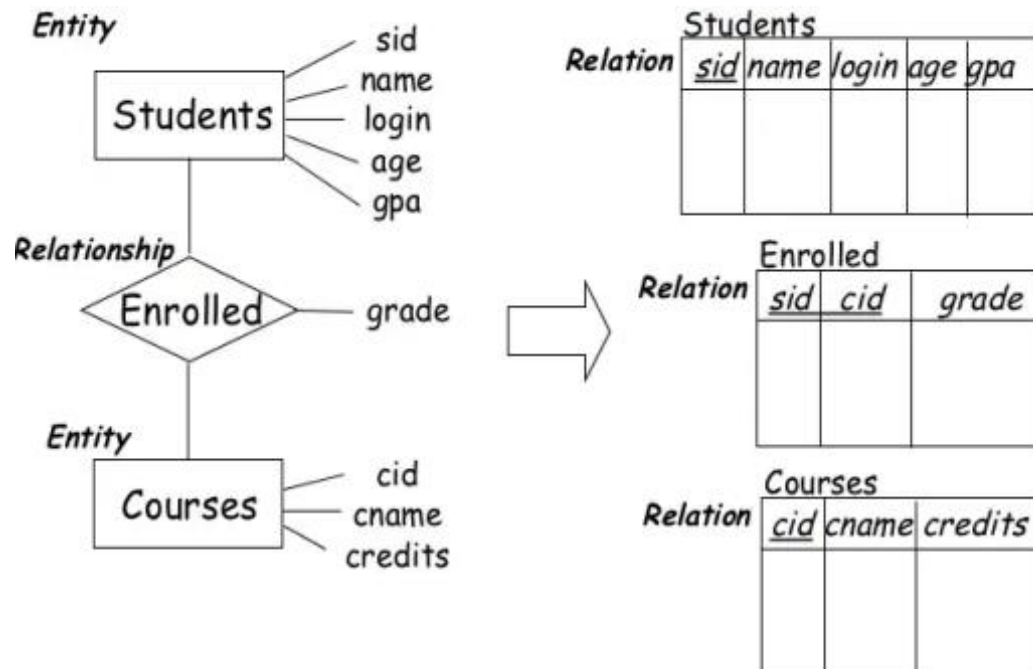 Entity
Students
sid
name
login
age
gpa
Relationship
Enrolled
grade
Entity
Courses
cid
cname
credits
Students
Relation
sid name login age gpa
Enrolled
Relation
sid cid grade
Courses
Relation
cid cname credits